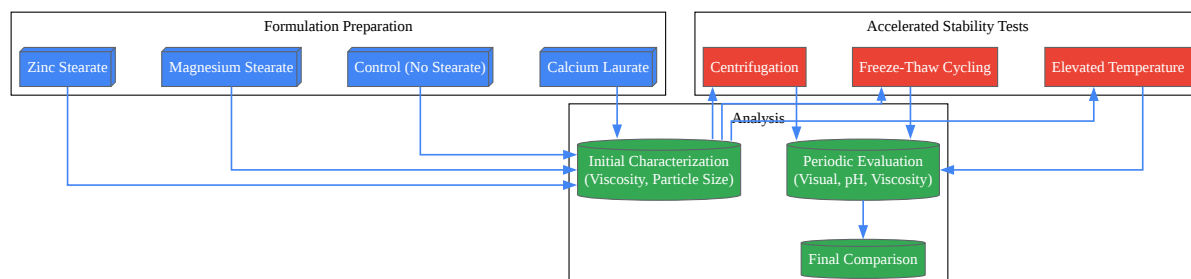 Formulation Preparation
Accelerated Stability Tests
Zinc Stearate
Magnesium Stearate
Control (No Stearate)
Calcium Laurate
Centrifugation
Freeze-Thaw Cycling
Elevated Temperature
Analysis
Initial Characterization
(Viscosity, Particle Size)
Periodic Evaluation
(Visual, pH, Viscosity)
Final Comparison